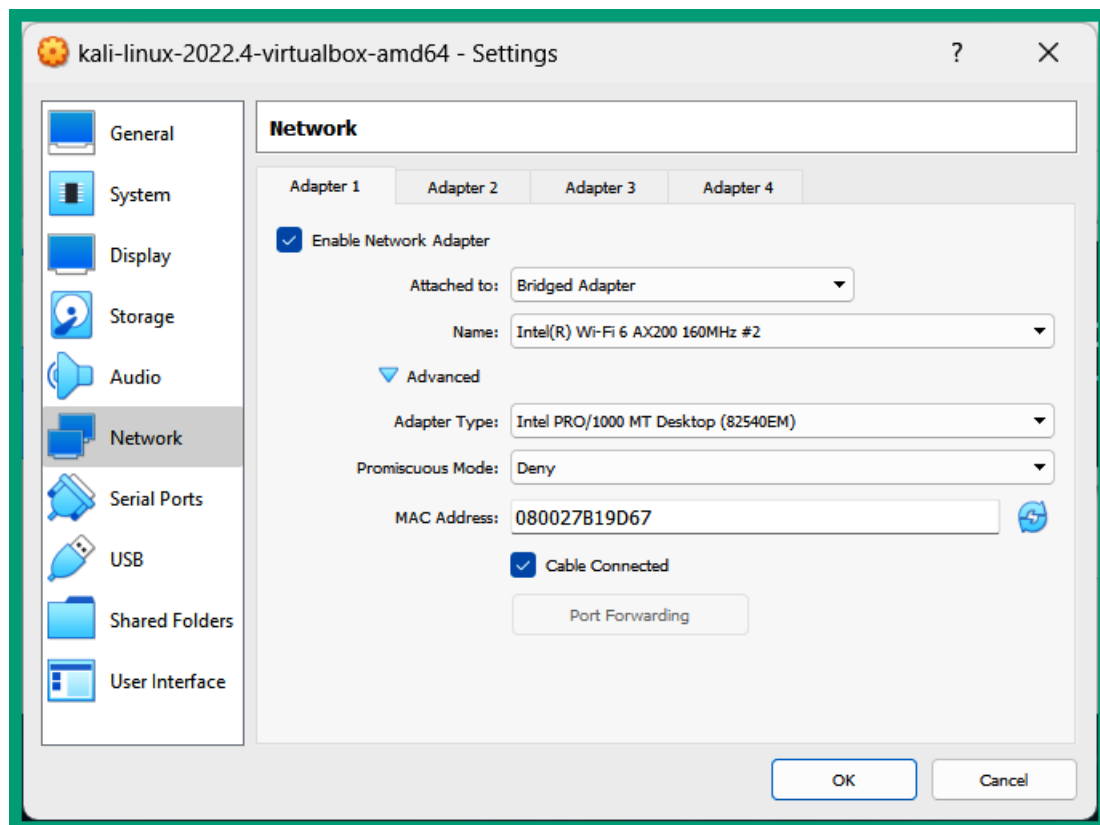 kali-linux-2022.4-virtualbox-amd64 - Settings ?
General
System
Display
Storage
Audio
Network
Serial Ports
USB
Shared Folders
User Interface
Network
Adapter 1 Adapter 2 Adapter 3 Adapter 4
Enable Network Adapter
Attached to: Bridged Adapter
Name: Intel(R) Wi-Fi 6 AX200 160MHz #2
Advanced
Adapter Type: Intel PRO/1000 MT Desktop (82540EM)
Promiscuous Mode: Deny
MAC Address: 080027B19D67
Cable Connected
Port Forwarding
OK Cancel